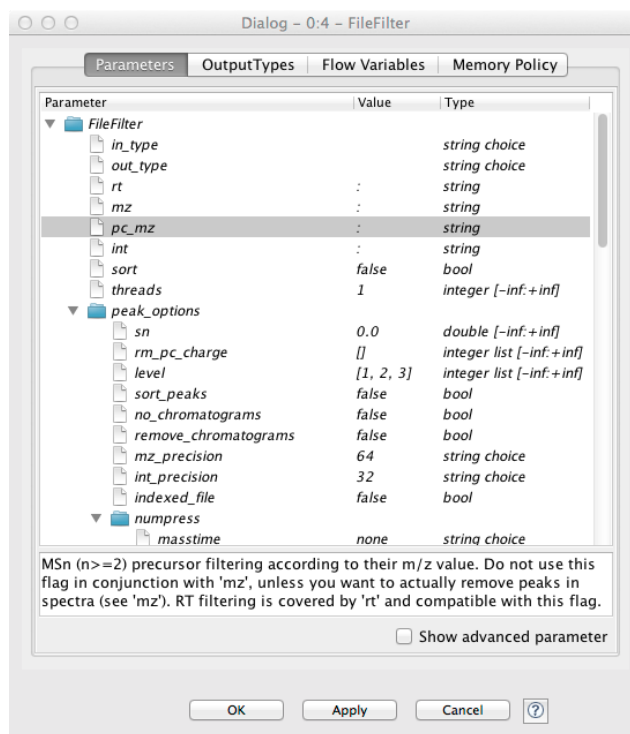 Dialog - 0:4 - FileFilter
Parameters OutputTypes Flow Variables Memory Policy
Parameter Value Type
FileFilter
in_type string choice
out_type string choice
rt : string
mz : string
pc_mz : string
int : string
sort false bool
threads 1 integer [-inf:+inf]
peak_options
sn 0.0 double [-inf:+inf]
rm_pc_charge [] integer list [-inf:+inf]
level [1, 2, 3] integer list [-inf:+inf]
sort_peaks false bool
no_chromatograms false bool
remove_chromatograms false bool
mz_precision 64 string choice
int_precision 32 string choice
indexed_file false bool
numpress
masstime none string choice
MSn (n>=2) precursor filtering according to their m/z value. Do not use this
flag in conjunction with 'mz', unless you want to actually remove peaks in
spectra (see 'mz'). RT filtering is covered by 'rt' and compatible with this flag.
Show advanced parameter
OK Apply Cancel ?